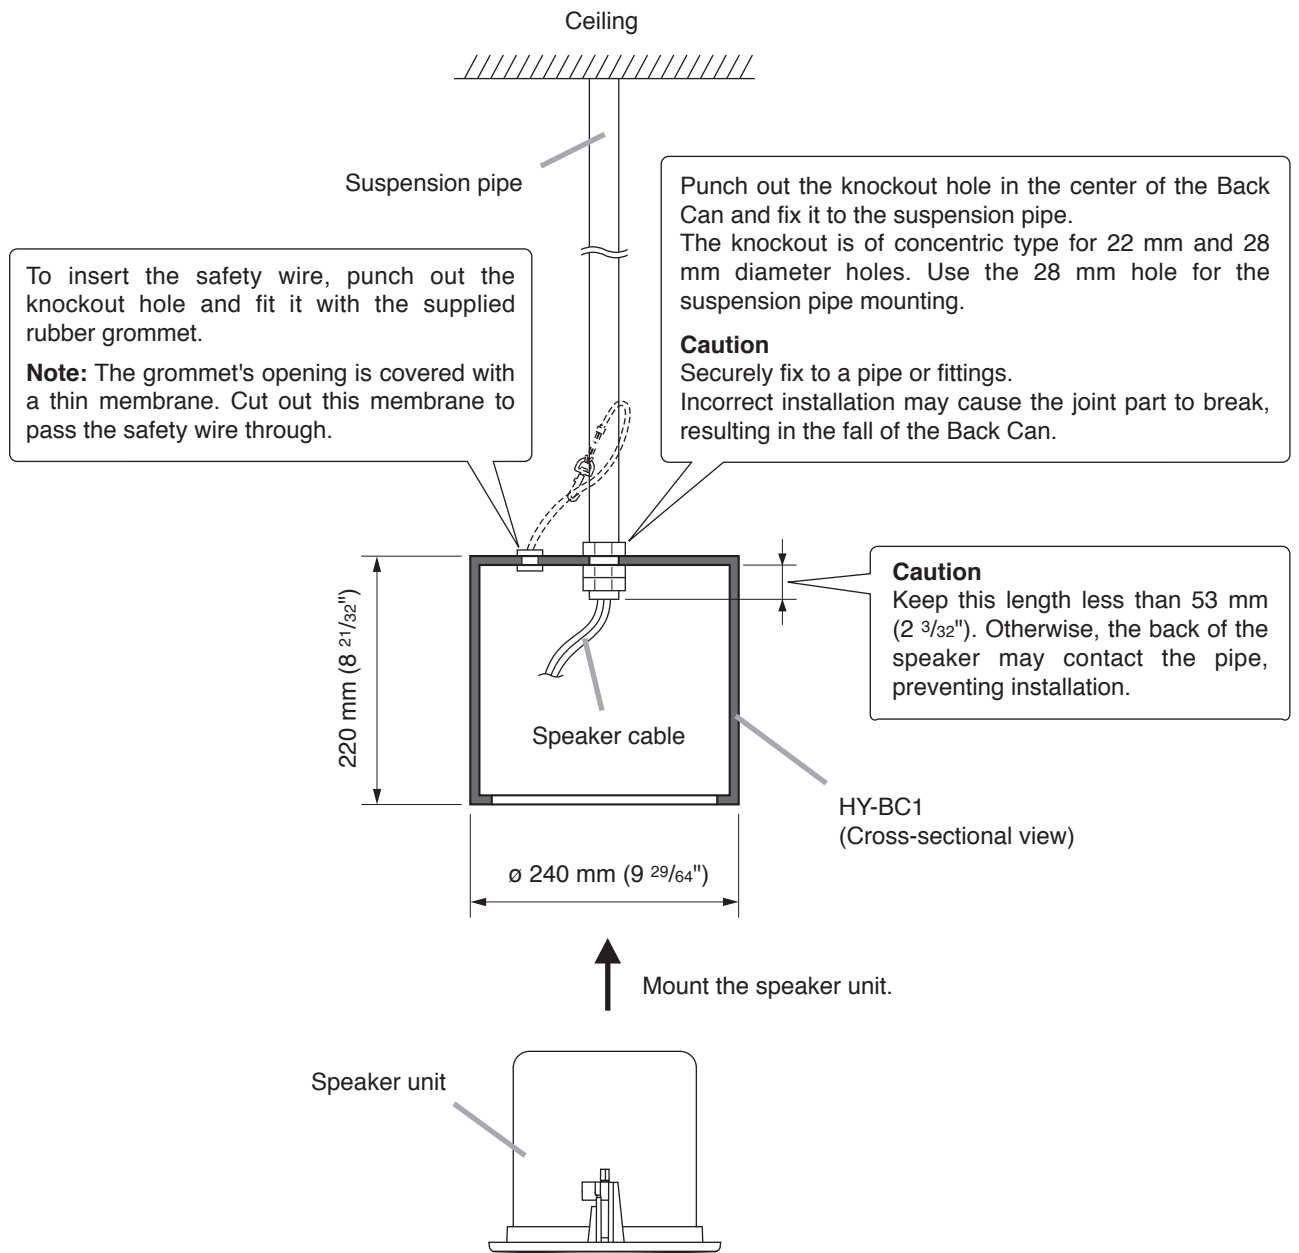 Ceiling
Suspension pipe
Punch out the knockout hole in the center of the Back
Can and fix it to the suspension pipe.
The knockout is of concentric type for 22 mm and 28
mm diameter holes. Use the 28 mm hole for the
suspension pipe mounting.
Caution
Securely fix to a pipe or fittings.
Incorrect installation may cause the joint part to break,
resulting in the fall of the Back Can.
To insert the safety wire, punch out the
knockout hole and fit it with the supplied
rubber grommet.
Note: The grommet's opening is covered with
a thin membrane. Cut out this membrane to
pass the safety wire through.
Caution
Keep this length less than 53 mm
(2 3/32"). Otherwise, the back of the
speaker may contact the pipe,
preventing installation.
220 mm (8 21/32")
Speaker cable
HY-BC1
(Cross-sectional view)
ø 240 mm (9 29/64")
Mount the speaker unit.
Speaker unit